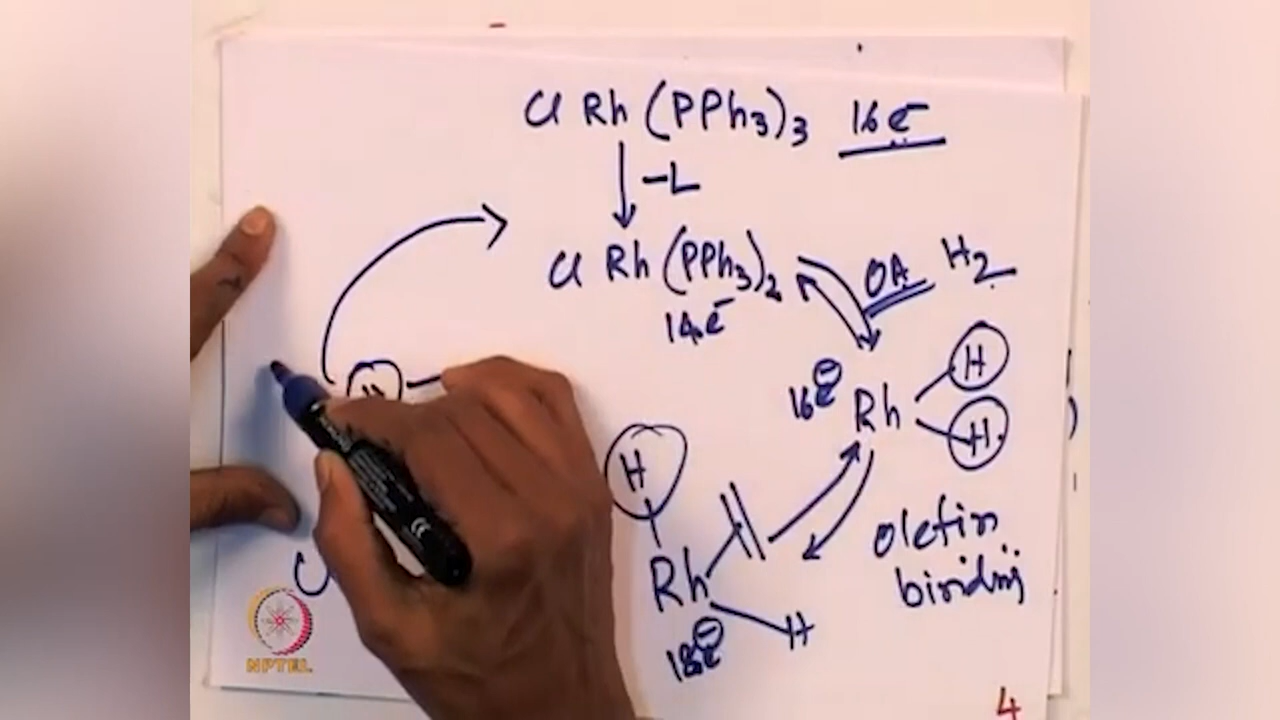 Cl Rh (PPh₃)₃ 16e⁻
-L
Cl Rh (PPh₃)₂
14e⁻
OA H₂
16e⁻ Rh
H
H
H
Rh
H
18e⁻
olefin
binding
NPTEL
4